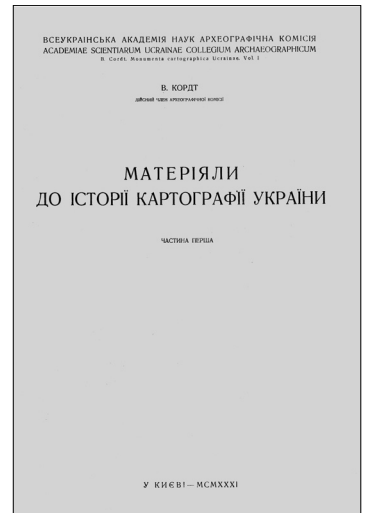 ВСЕУКРАЇНСЬКА АКАДЕМІЯ НАУК АРХЕОГРАФІЧНА КОМІСІЯ
ACADEMIAE SCIENTIARUM UCRAINAE COLLEGIUM ARCHAEOGRAPHICUM
B. Cordt. Monumenta cartographica Ucrainae, Vol. I
В. КОРДТ
ДІЙСНИЙ ЧЛЕН АРХЕОГРАФІЧНОЇ КОМІСІЇ
МАТЕРІЯЛИ
ДО ІСТОРІЇ КАРТОГРАФІЇ УКРАЇНИ
ЧАСТИНА ПЕРША
У КИЄВІ — MCMXXXI